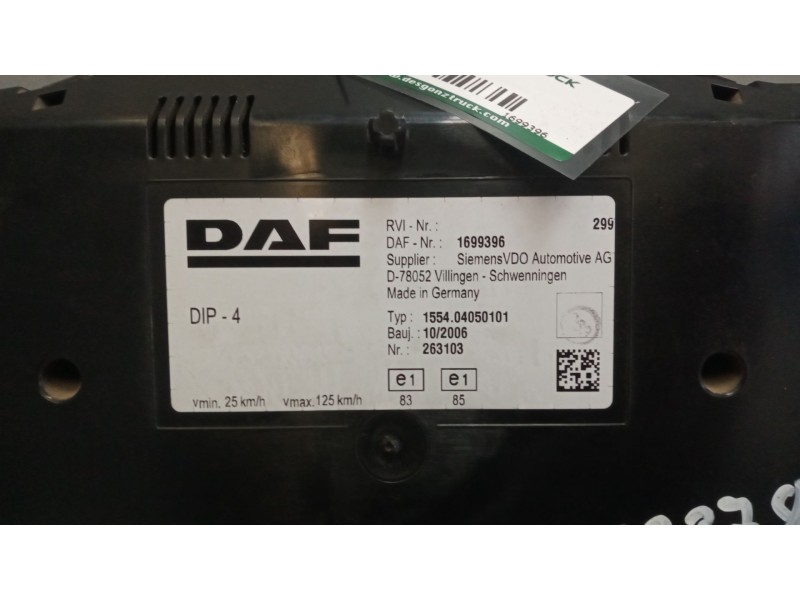 .desgunztruck.com
1699396
DAF
DIP - 4
vmin. 25 km/h vmax.125 km/h
RVI - Nr. : 299
DAF - Nr. : 1699396
Supplier : SiemensVDO Automotive AG
D-78052 Villingen - Schwenningen
Made in Germany
Typ : 1554.04050101
Bauj. : 10/2006
Nr. : 263103
e1 e1
83 85